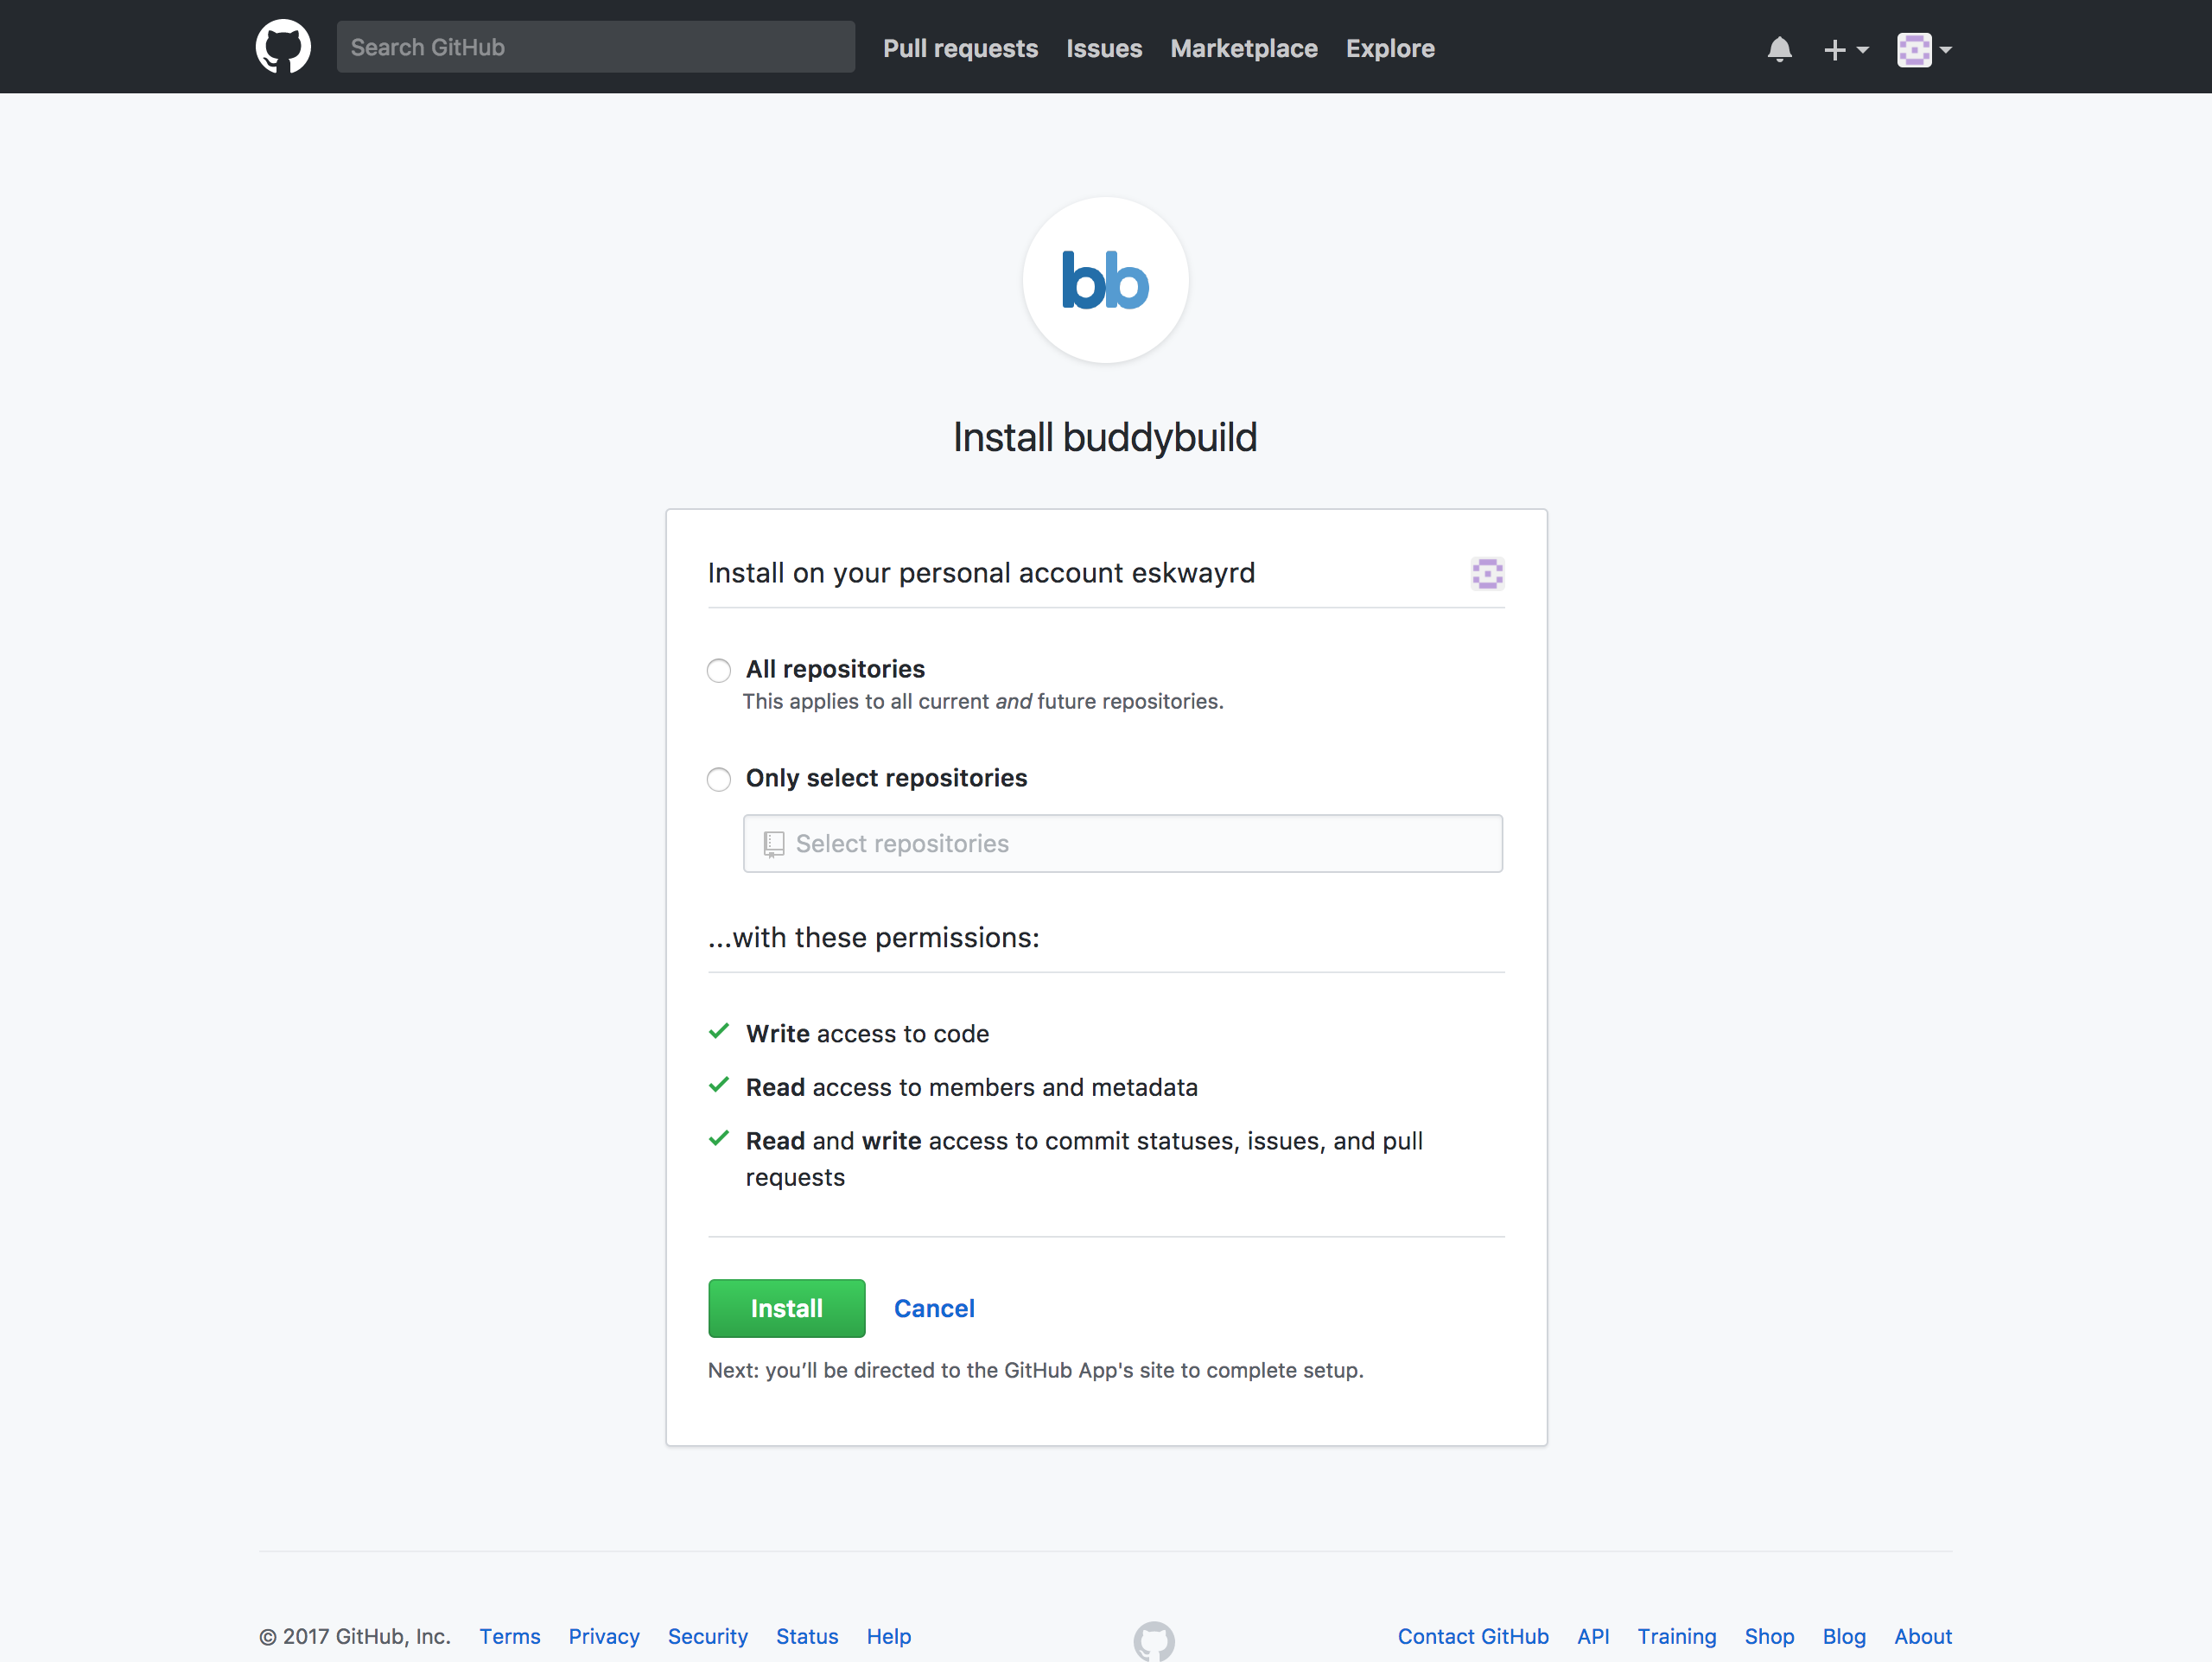 Search GitHub Pull requests Issues Marketplace Explore
bb
Install buddybuild
Install on your personal account eskwayrd
All repositories
This applies to all current and future repositories.
Only select repositories
Select repositories
...with these permissions:
Write access to code
Read access to members and metadata
Read and write access to commit statuses, issues, and pull
requests
Install Cancel
Next: you’ll be directed to the GitHub App's site to complete setup.
© 2017 GitHub, Inc. Terms Privacy Security Status Help Contact GitHub API Training Shop Blog About